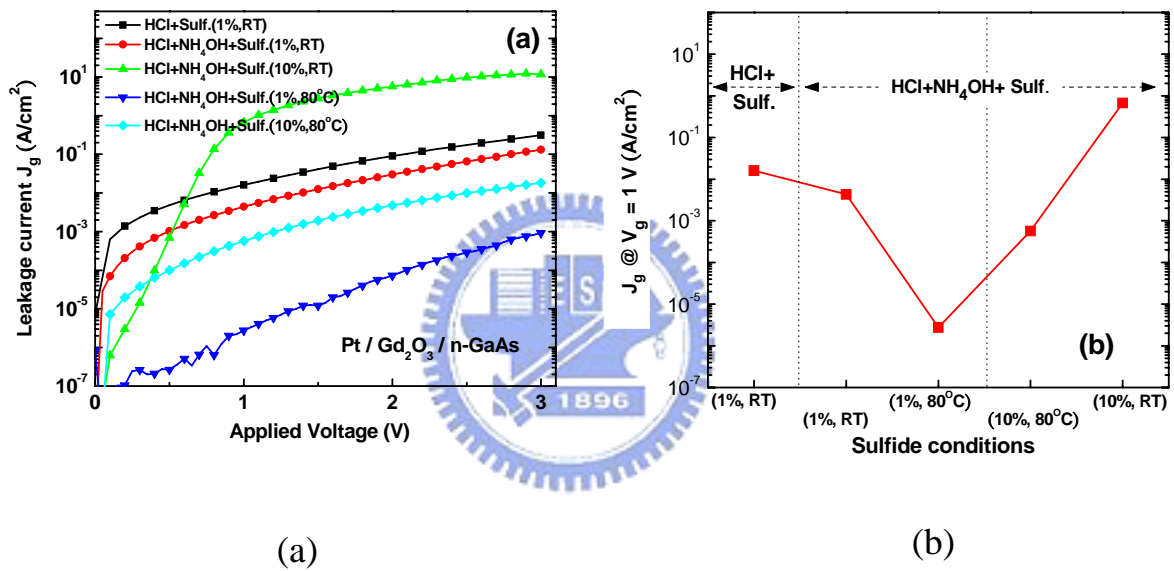 HCl+Sulf.(1%,RT)
HCl+NH4OH+Sulf.(1%,RT)
HCl+NH4OH+Sulf.(10%,RT)
HCl+NH4OH+Sulf.(1%,80°C)
HCl+NH4OH+Sulf.(10%,80°C)
(a)
10^1
10^-1
10^-3
10^-5
10^-7
Leakage current Jg (A/cm²)
Pt / Gd2O3 / n-GaAs
0
1
2
3
Applied Voltage (V)
ES
1896
10^1
10^-1
10^-3
10^-5
10^-7
Jg @ Vg = 1 V (A/cm²)
HCl+
Sulf.
HCl+NH4OH+ Sulf.
(b)
(1%, RT)
(1%, RT)
(1%, 80°C)
(10%, 80°C)
(10%, RT)
Sulfide conditions
(a)
(b)